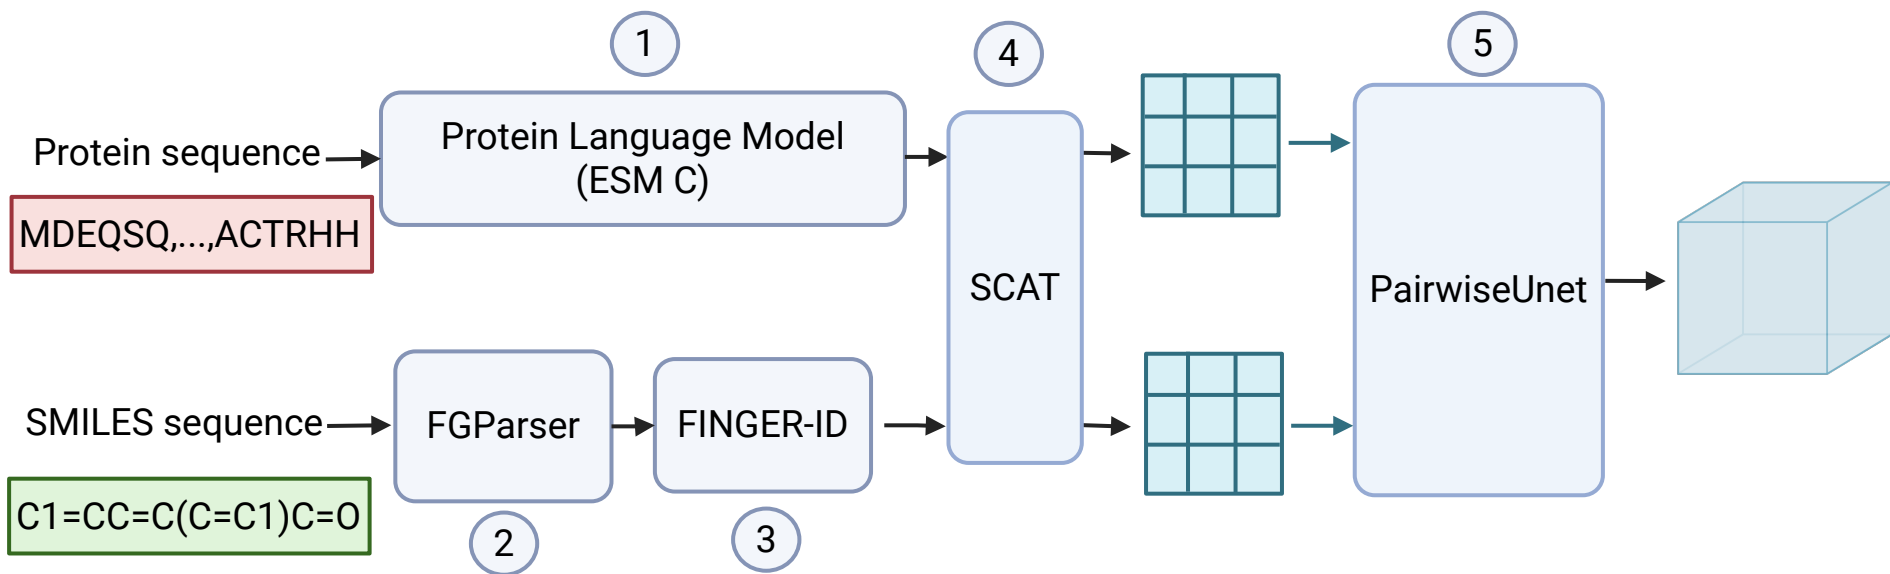 1
4
5
Protein sequence
Protein Language Model
(ESM C)
MDEQSQ,...,ACTRHH
SCAT
PairwiseUnet
SMILES sequence
FGParser
FINGER-ID
C1=CC=C(C=C1)C=O
2
3